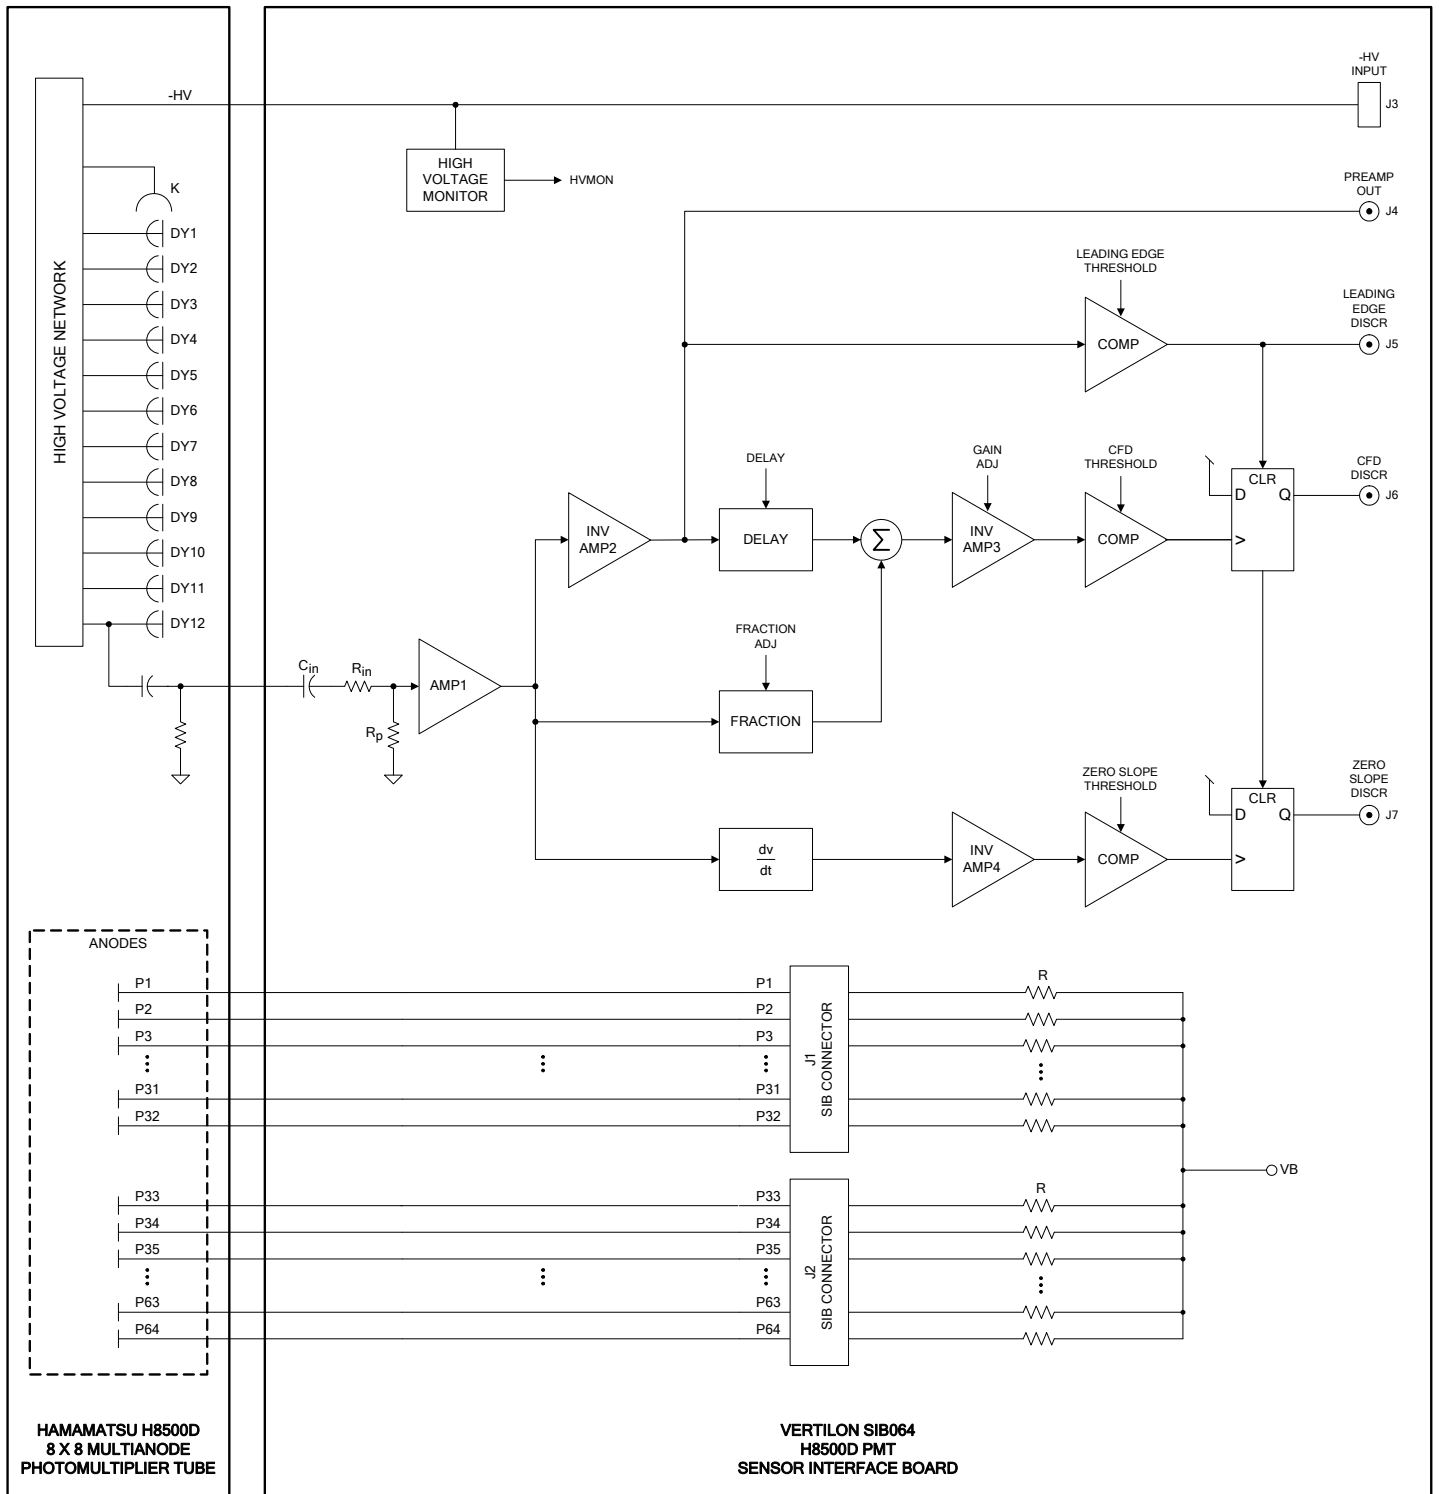 -HV
INPUT
J3
-HV
HIGH
VOLTAGE
MONITOR
HVMON
PREAMP
OUT
J4
HIGH VOLTAGE NETWORK
K
DY1
DY2
DY3
DY4
DY5
DY6
DY7
DY8
DY9
DY10
DY11
DY12
LEADING EDGE
THRESHOLD
COMP
LEADING
EDGE
DISCR
J5
DELAY
GAIN
ADJ
CFD
THRESHOLD
CFD
DISCR
J6
INV
AMP2
DELAY
Σ
INV
AMP3
COMP
CLR
D
Q
>
FRACTION
ADJ
Cin
Rin
Rp
AMP1
FRACTION
ZERO SLOPE
THRESHOLD
ZERO
SLOPE
DISCR
J7
dv
dt
INV
AMP4
COMP
CLR
D
Q
>
ANODES
P1
P2
P3
P31
P32
P33
P34
P35
P63
P64
P1
P2
P3
P31
P32
J1
SIB CONNECTOR
R
P33
P34
P35
P63
P64
J2
SIB CONNECTOR
R
VB
HAMAMATSU H8500D
8 X 8 MULTIANODE
PHOTOMULTIPLIER TUBE
VERTILON SIB064
H8500D PMT
SENSOR INTERFACE BOARD